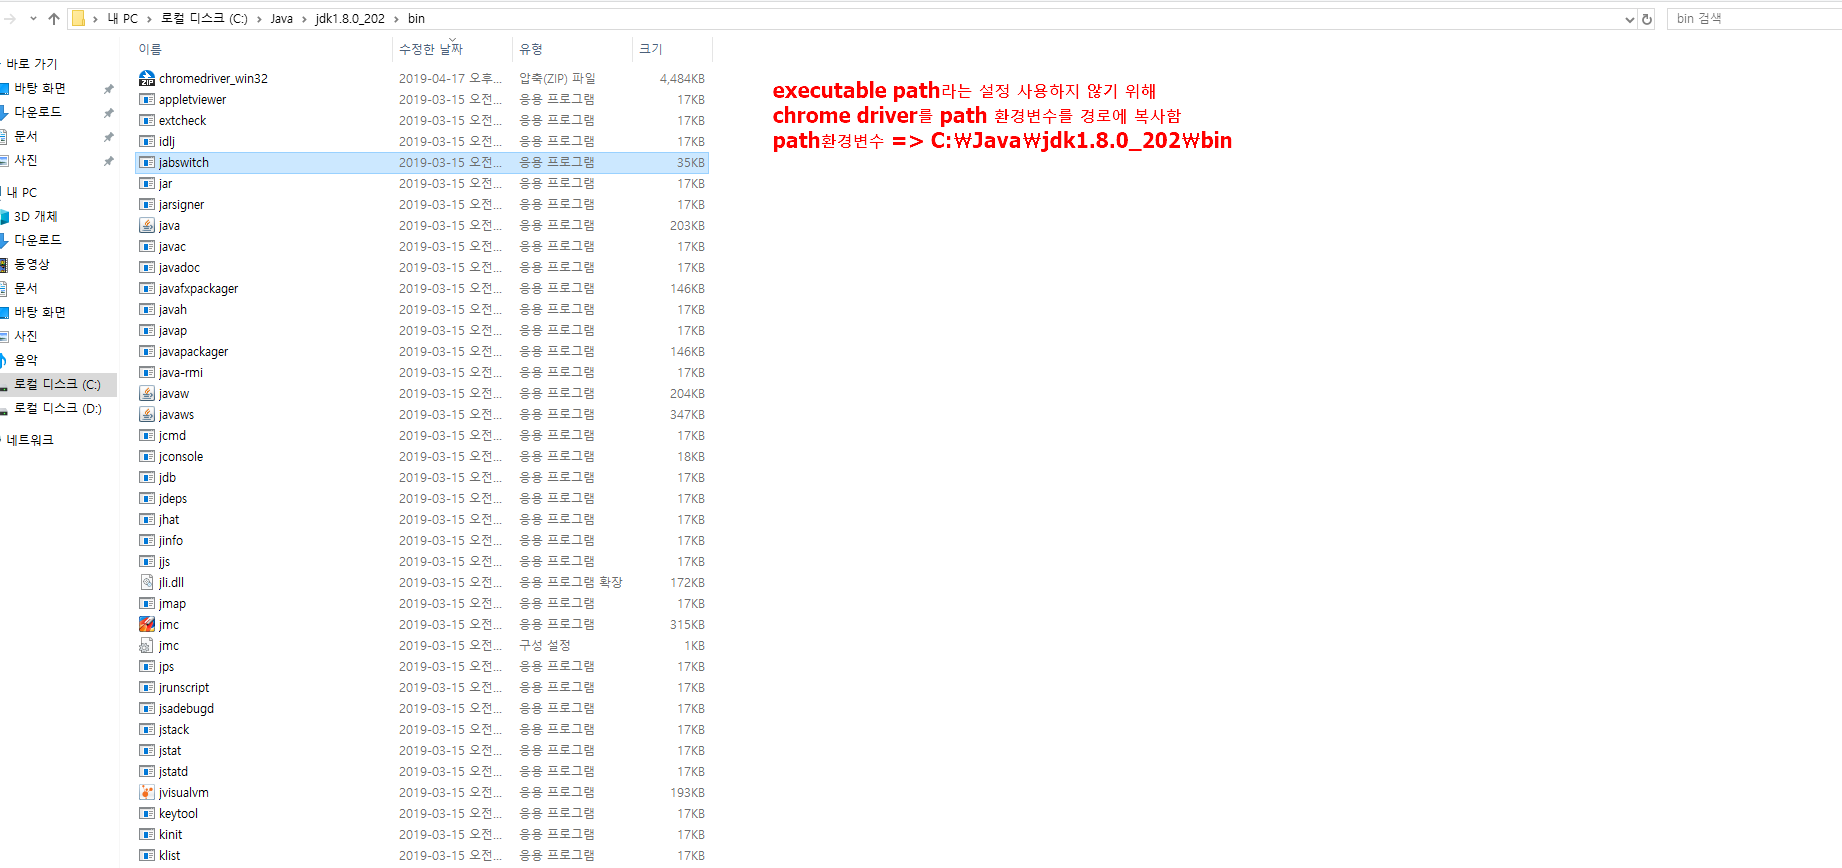 내 PC > 로컬 디스크 (C:) > Java > jdk1.8.0_202 > bin
bin 검색
이름 수정한 날짜 유형 크기
바로 가기
바탕 화면
다운로드
문서
사진
내 PC
3D 개체
다운로드
동영상
문서
바탕 화면
사진
음악
로컬 디스크 (C:)
로컬 디스크 (D:)
네트워크
chromedriver_win32 2019-04-17 오후... 압축(ZIP) 파일 4,484KB
appletviewer 2019-03-15 오전... 응용 프로그램 17KB
extcheck 2019-03-15 오전... 응용 프로그램 17KB
idlj 2019-03-15 오전... 응용 프로그램 17KB
jabswitch 2019-03-15 오전... 응용 프로그램 35KB
jar 2019-03-15 오전... 응용 프로그램 17KB
jarsigner 2019-03-15 오전... 응용 프로그램 17KB
java 2019-03-15 오전... 응용 프로그램 203KB
javac 2019-03-15 오전... 응용 프로그램 17KB
javadoc 2019-03-15 오전... 응용 프로그램 17KB
javafxpackager 2019-03-15 오전... 응용 프로그램 146KB
javah 2019-03-15 오전... 응용 프로그램 17KB
javap 2019-03-15 오전... 응용 프로그램 17KB
javapackager 2019-03-15 오전... 응용 프로그램 146KB
java-rmi 2019-03-15 오전... 응용 프로그램 17KB
javaw 2019-03-15 오전... 응용 프로그램 204KB
javaws 2019-03-15 오전... 응용 프로그램 347KB
jcmd 2019-03-15 오전... 응용 프로그램 17KB
jconsole 2019-03-15 오전... 응용 프로그램 18KB
jdb 2019-03-15 오전... 응용 프로그램 17KB
jdeps 2019-03-15 오전... 응용 프로그램 17KB
jhat 2019-03-15 오전... 응용 프로그램 17KB
jinfo 2019-03-15 오전... 응용 프로그램 17KB
jjs 2019-03-15 오전... 응용 프로그램 17KB
jli.dll 2019-03-15 오전... 응용 프로그램 확장 172KB
jmap 2019-03-15 오전... 응용 프로그램 17KB
jmc 2019-03-15 오전... 응용 프로그램 315KB
jmc 2019-03-15 오전... 구성 설정 1KB
jps 2019-03-15 오전... 응용 프로그램 17KB
jrunscript 2019-03-15 오전... 응용 프로그램 17KB
jsadebugd 2019-03-15 오전... 응용 프로그램 17KB
jstack 2019-03-15 오전... 응용 프로그램 17KB
jstat 2019-03-15 오전... 응용 프로그램 17KB
jstatd 2019-03-15 오전... 응용 프로그램 17KB
jvisualvm 2019-03-15 오전... 응용 프로그램 193KB
keytool 2019-03-15 오전... 응용 프로그램 17KB
kinit 2019-03-15 오전... 응용 프로그램 17KB
klist 2019-03-15 오전... 응용 프로그램 17KB
executable path라는 설정 사용하지 않기 위해
chrome driver를 path 환경변수를 경로에 복사함
path환경변수 => C:₩Java₩jdk1.8.0_202₩bin